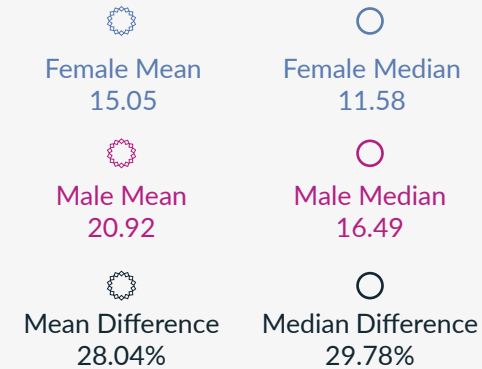 Female Mean
15.05
Female Median
11.58
Male Mean
20.92
Male Median
16.49
Mean Difference
28.04%
Median Difference
29.78%